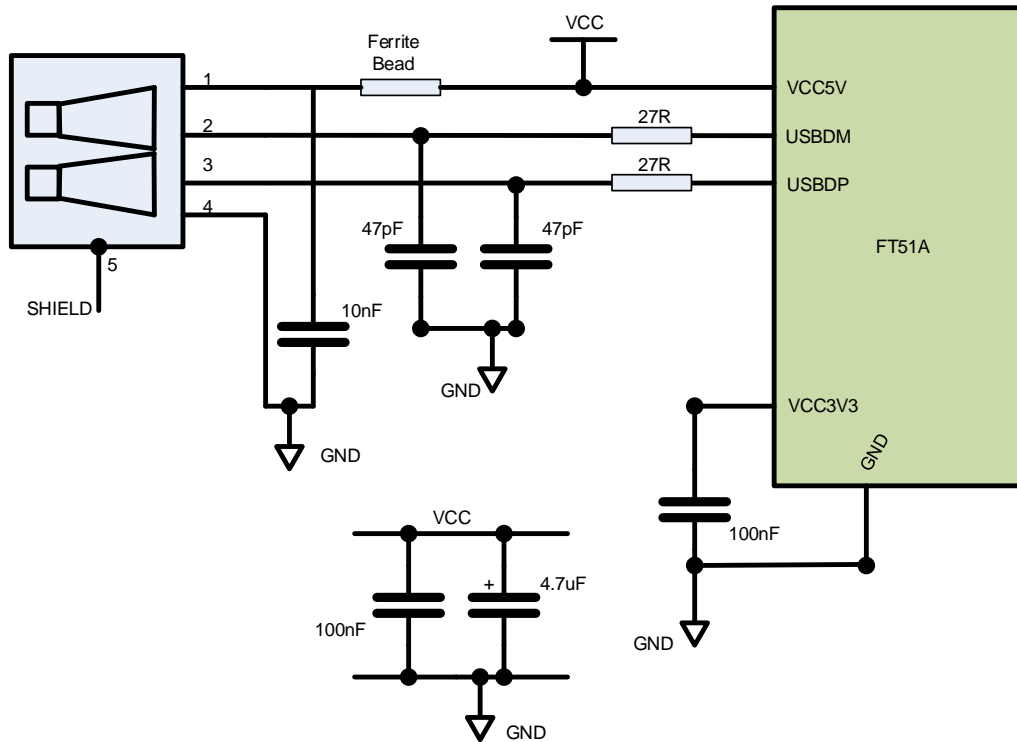 VCC
Ferrite
Bead
1
VCC5V
2
27R
USBDM
3
27R
USBDP
4
47pF
47pF
FT51A
5
SHIELD
10nF
GND
VCC3V3
GND
GND
VCC
100nF
+
4.7uF
100nF
GND
GND